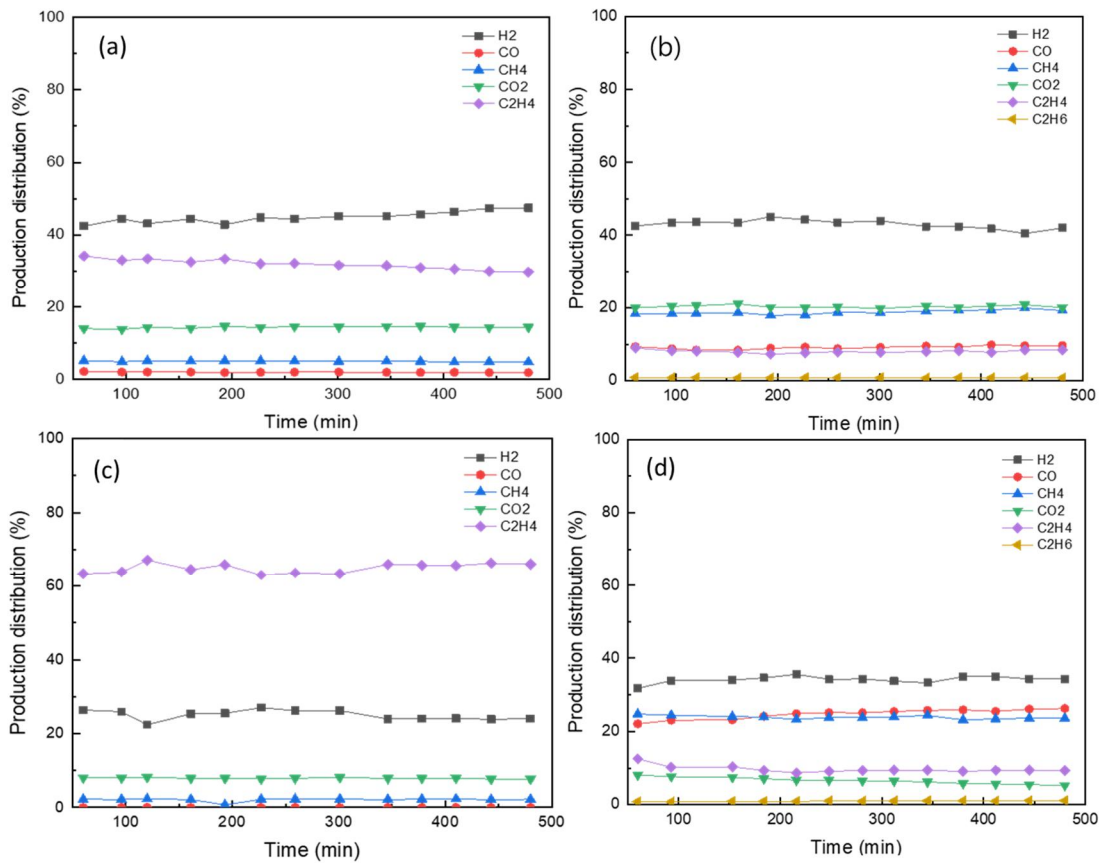 (a)
H2
CO
CH4
CO2
C2H4
Production distribution (%)
100
80
60
40
20
0
100 200 300 400 500
Time (min)
(b)
H2
CO
CH4
CO2
C2H4
C2H6
Production distribution (%)
100
80
60
40
20
0
100 200 300 400 500
Time (min)
(c)
H2
CO
CH4
CO2
C2H4
Production distribution (%)
100
80
60
40
20
0
100 200 300 400 500
Time (min)
(d)
H2
CO
CH4
CO2
C2H4
C2H6
Production distribution (%)
100
80
60
40
20
0
100 200 300 400 500
Time (min)